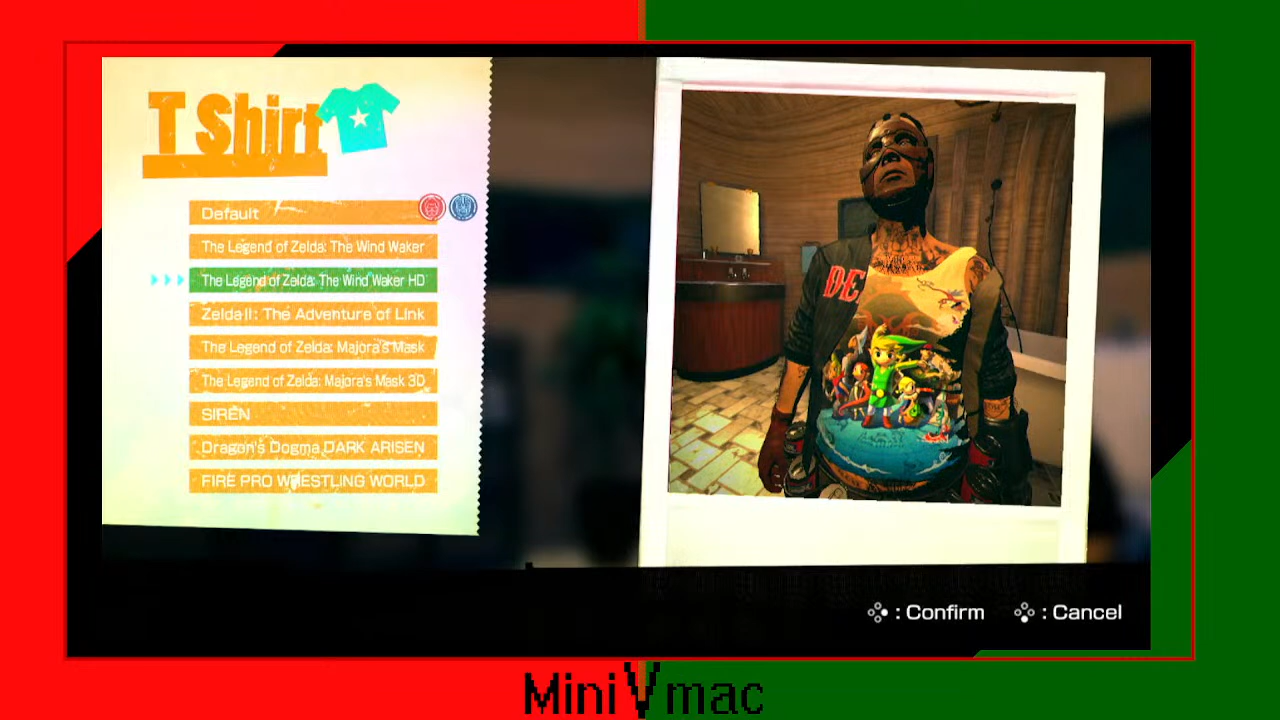 T Shirt
Default
The Legend of Zelda: The Wind Waker
The Legend of Zelda: The Wind Waker HD
Zelda II: The Adventure of Link
The Legend of Zelda: Majora's Mask
The Legend of Zelda: Majora's Mask 3D
SIREN
Dragon's Dogma DARK ARISEN
FIRE PRO WRESTLING WORLD
DE
: Confirm : Cancel
Mini V mac